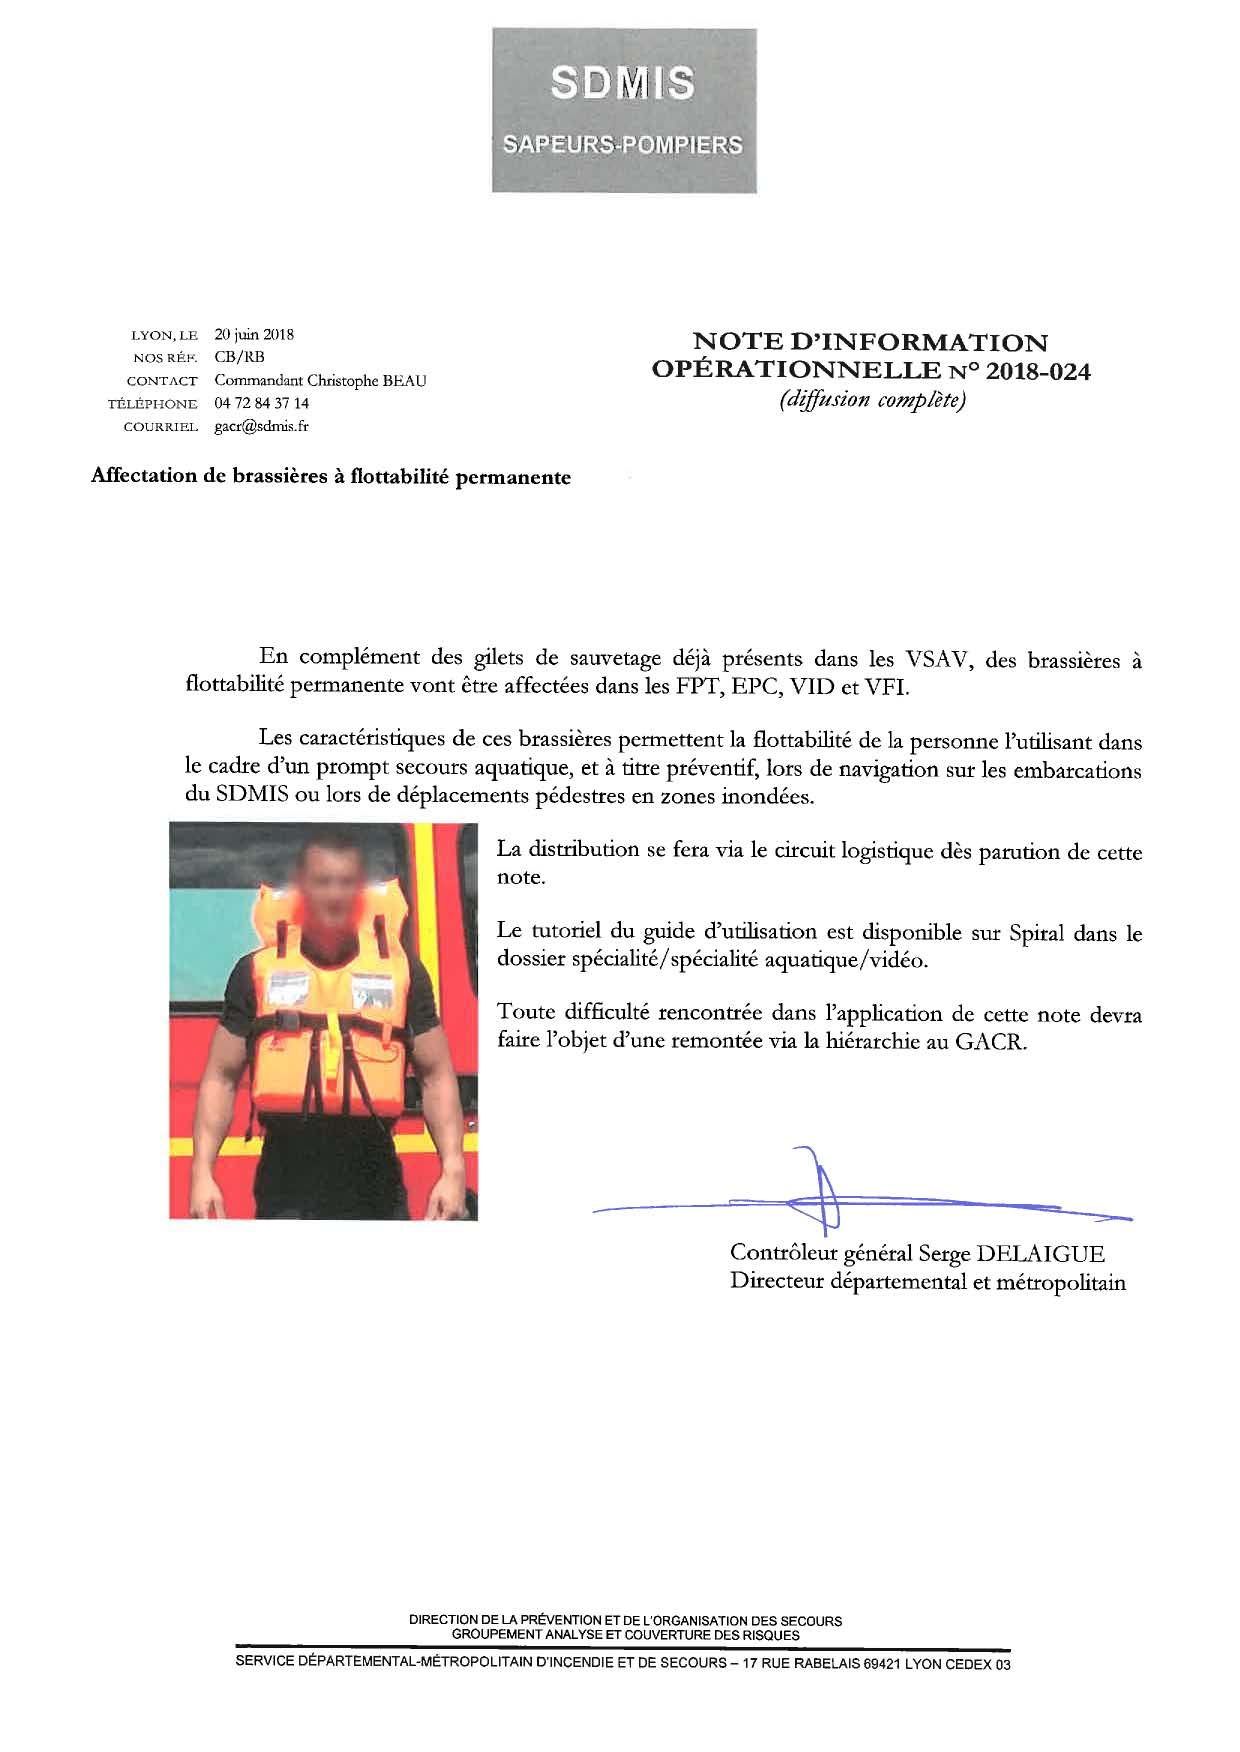 SDMIS
SAPEURS-POMPIERS
LYON, LE 20 juin 2018
NOS RÉF. CB/RB
CONTACT Commandant Christophe BEAU
TÉLÉPHONE 04 72 84 37 14
COURRIEL gacr@sdmis.fr
NOTE D'INFORMATION
OPÉRATIONNELLE N° 2018-024
(diffusion complète)
Affectation de brassières à flottabilité permanente
En complément des gilets de sauvetage déjà présents dans les VSAV, des brassières à
flottabilité permanente vont être affectées dans les FPT, EPC, VID et VFI.
Les caractéristiques de ces brassières permettent la flottabilité de la personne l'utilisant dans
le cadre d'un prompt secours aquatique, et à titre préventif, lors de navigation sur les embarcations
du SDMIS ou lors de déplacements pédestres en zones inondées.
La distribution se fera via le circuit logistique dès parution de cette
note.
Le tutoriel du guide d'utilisation est disponible sur Spiral dans le
dossier spécialité/spécialité aquatique/vidéo.
Toute difficulté rencontrée dans l'application de cette note devra
faire l'objet d'une remontée via la hiérarchie au GACR.
Contrôleur général Serge DELAIGUE
Directeur départemental et métropolitain
DIRECTION DE LA PRÉVENTION ET DE L'ORGANISATION DES SECOURS
GROUPEMENT ANALYSE ET COUVERTURE DES RISQUES
SERVICE DÉPARTEMENTAL-MÉTROPOLITAIN D'INCENDIE ET DE SECOURS – 17 RUE RABELAIS 69421 LYON CEDEX 03